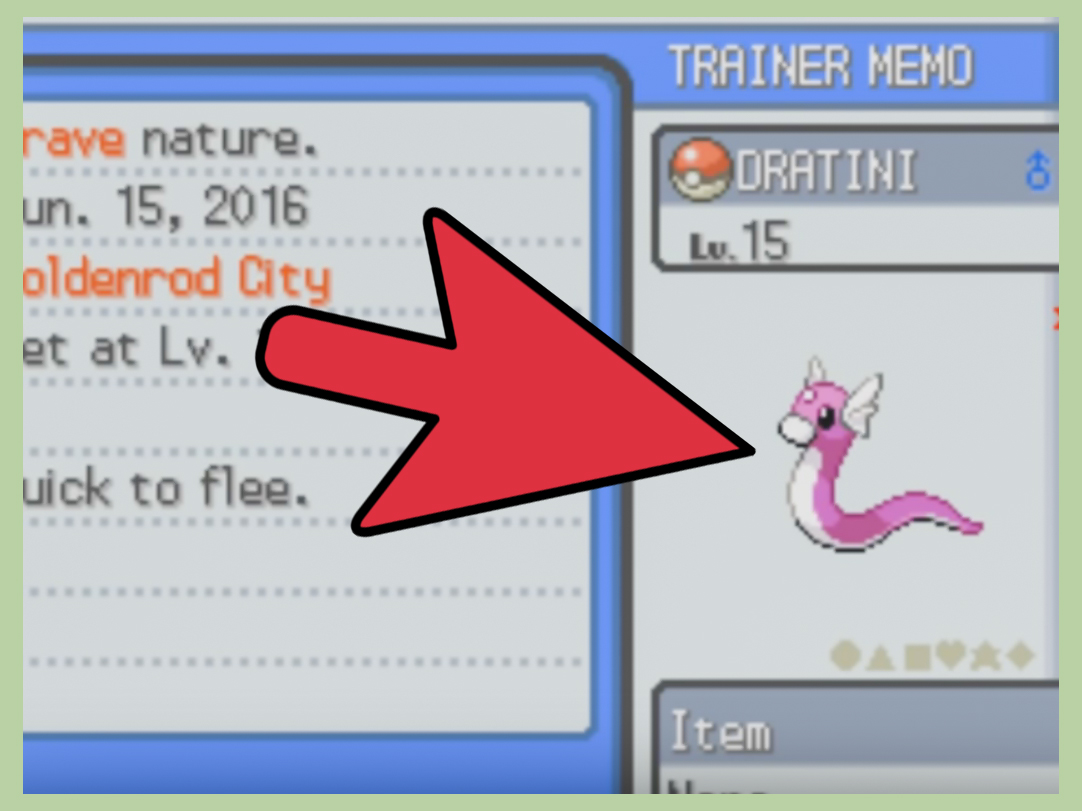 TRAINER MEMO
rave nature.
un. 15, 2016
oldenrod City
et at Lv.
uick to flee.
DRATINI ♂
Lv.15
Item
None